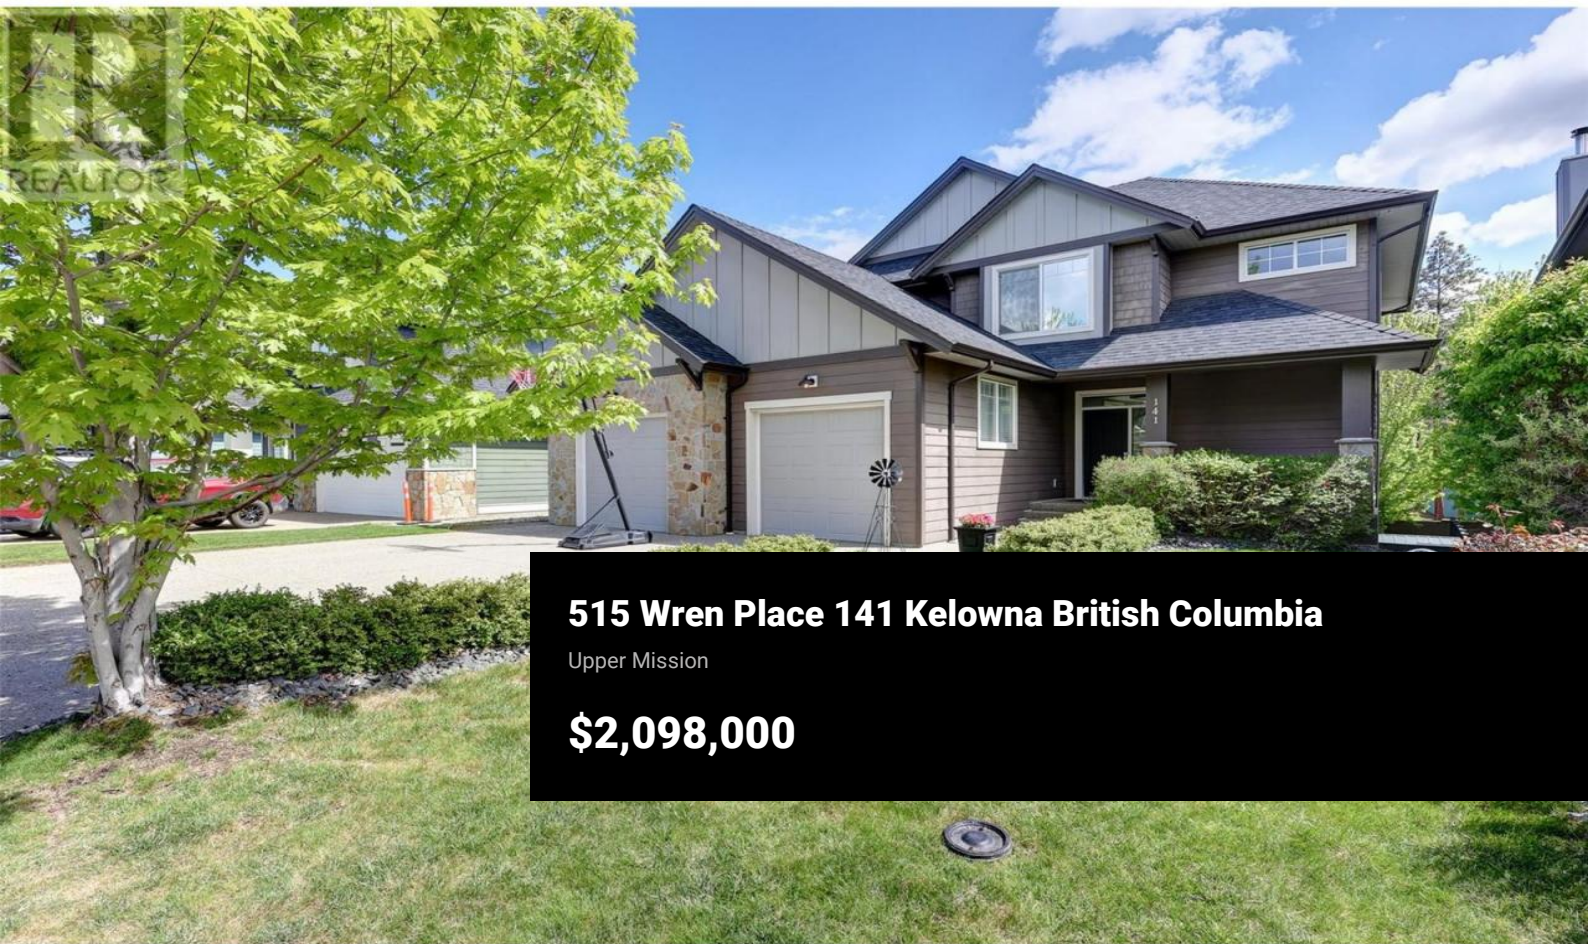 REALTOR
141
515 Wren Place 141 Kelowna British Columbia
Upper Mission
$2,098,000